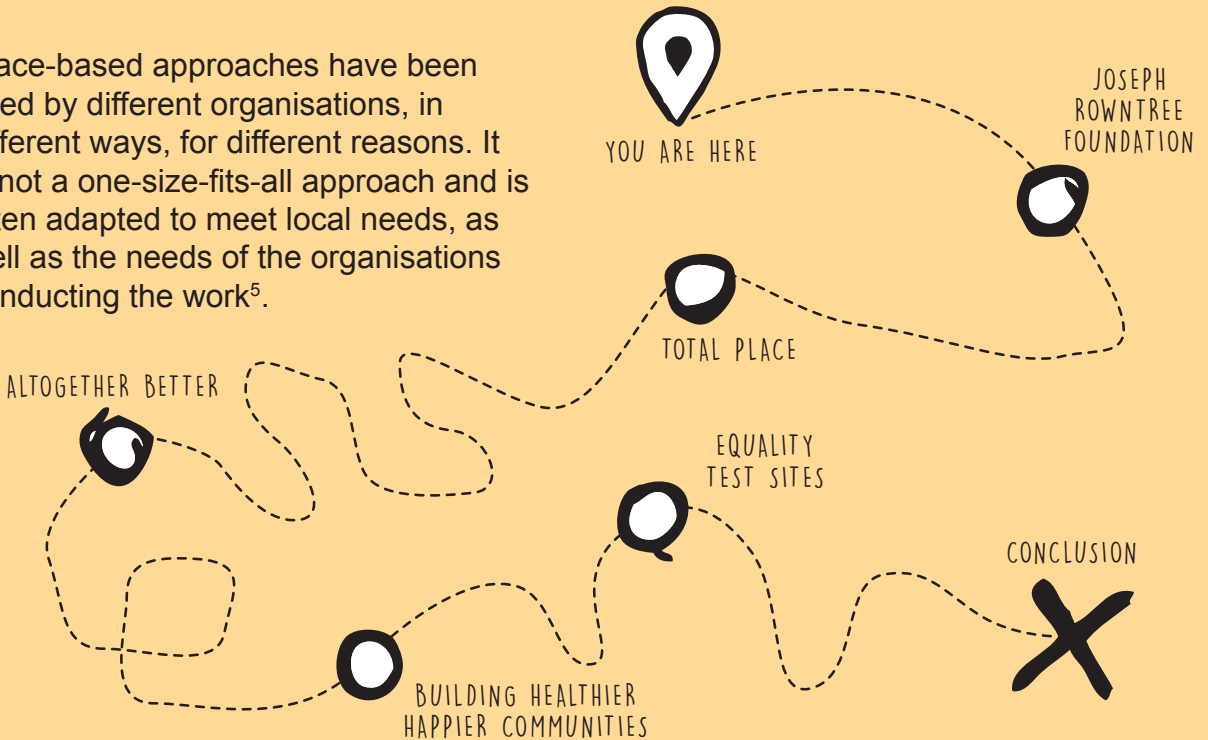 ace-based approaches have been
ed by different organisations, in
fferent ways, for different reasons. It
not a one-size-fits-all approach and is
ten adapted to meet local needs, as
ell as the needs of the organisations
nducting the work⁵.
YOU ARE HERE
JOSEPH
ROWNTREE
FOUNDATION
TOTAL PLACE
ALTOGETHER BETTER
EQUALITY
TEST SITES
CONCLUSION
BUILDING HEALTHIER
HAPPIER COMMUNITIES